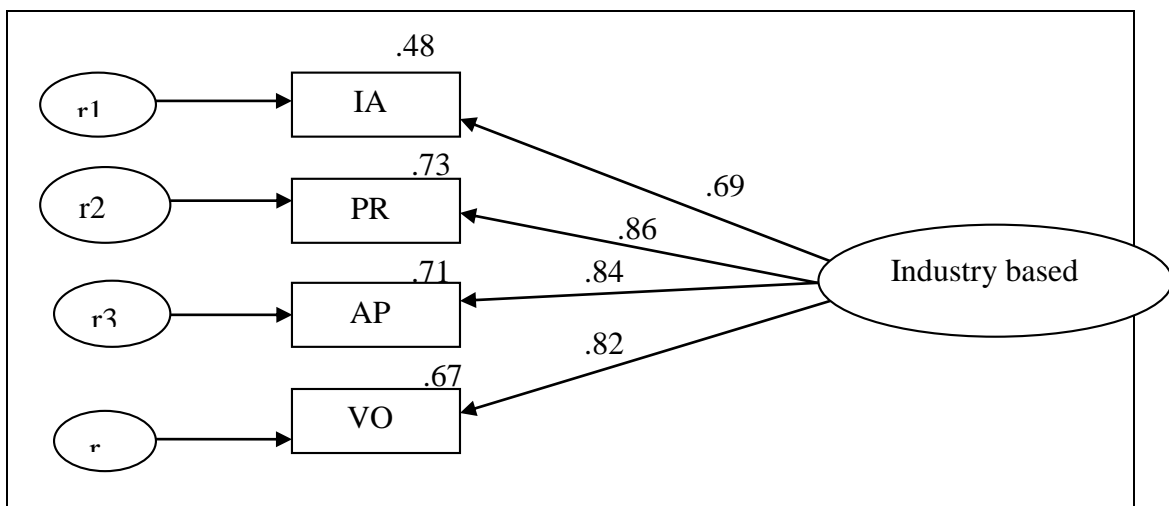 .48
r1
IA
.73
.69
r2
PR
.86
Industry based
.71
.84
r3
AP
.82
.67
VO
r